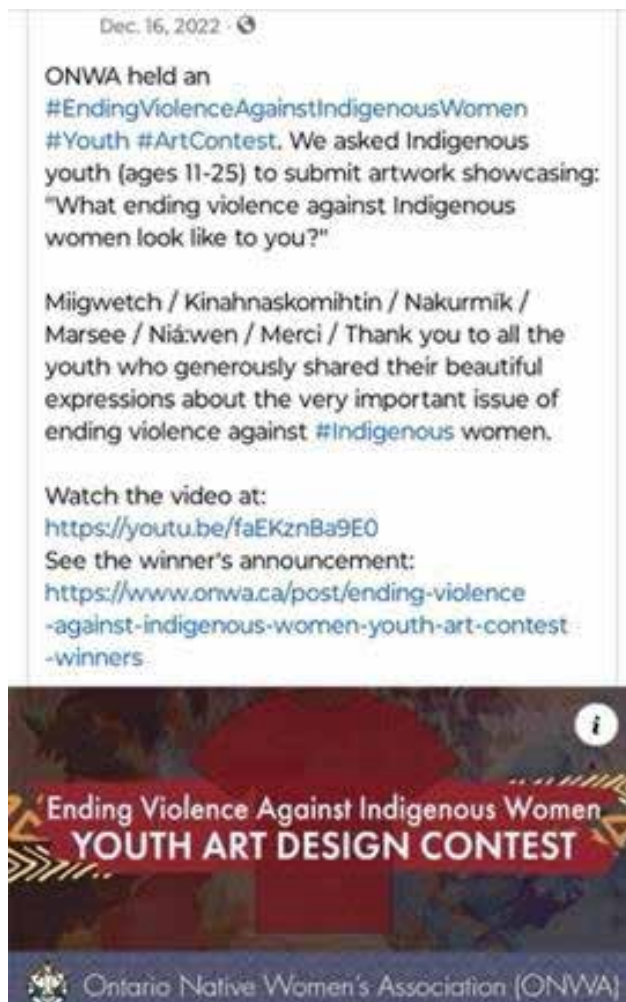 Dec. 16, 2022 ·
ONWA held an
#EndingViolenceAgainstIndigenousWomen
#Youth #ArtContest. We asked Indigenous
youth (ages 11-25) to submit artwork showcasing:
"What ending violence against Indigenous
women look like to you?"
Miigwetch / Kinahnaskomihtin / Nakurmiik /
Marsee / Niá:wen / Merci / Thank you to all the
youth who generously shared their beautiful
expressions about the very important issue of
ending violence against #Indigenous women.
Watch the video at:
https://youtu.be/faEKznBa9E0
See the winner's announcement:
https://www.onwa.ca/post/ending-violence
-against-indigenous-women-youth-art-contest
-winners
i
Ending Violence Against Indigenous Women
YOUTH ART DESIGN CONTEST
Ontario Native Women's Association (ONWA)